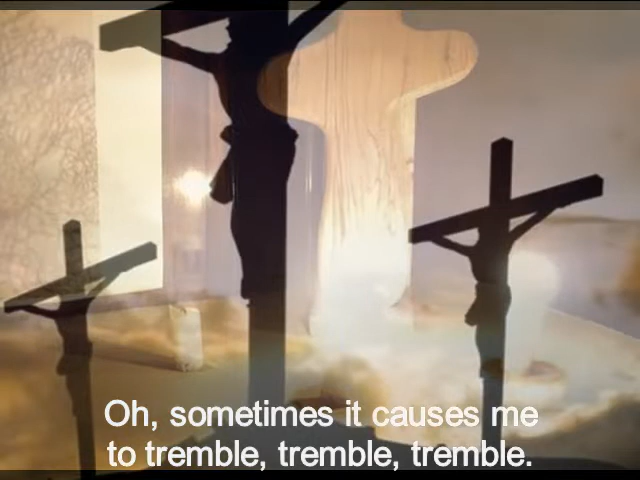 Oh, sometimes it causes me
to tremble, tremble, tremble.